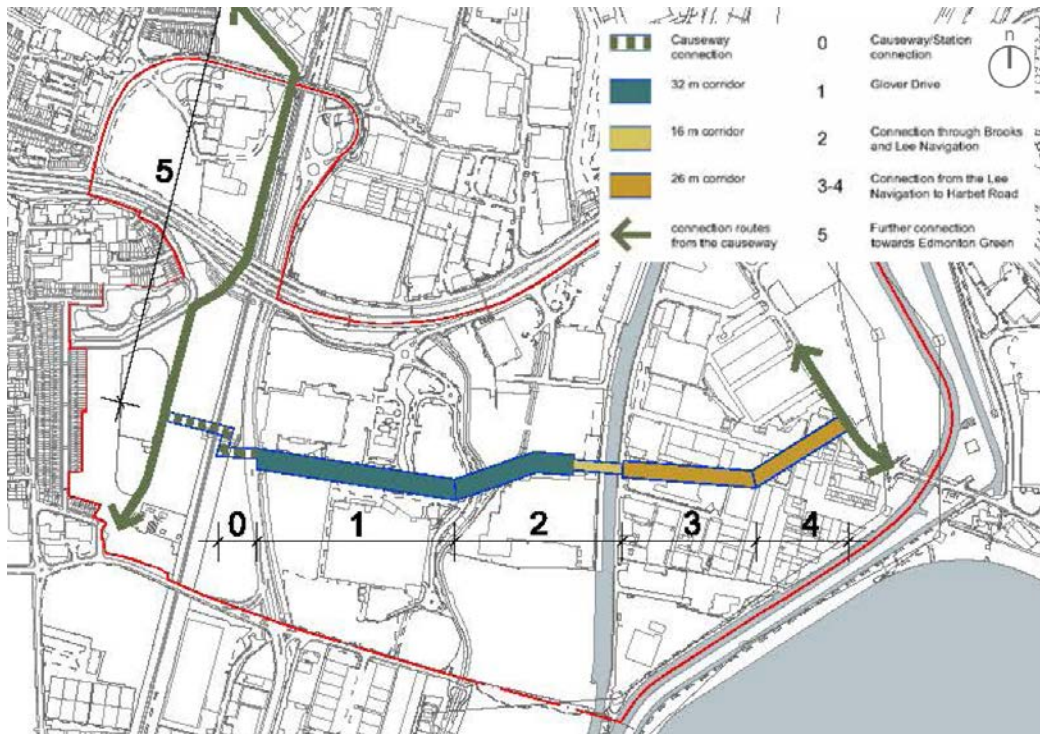 Causeway
connection
0
Causeway/Station
connection
n
32 m corridor
1
Glover Drive
16 m corridor
2
Connection through Brooks
and Lee Navigation
26 m corridor
3-4
Connection from the Lee
Navigation to Harbet Road
connection routes
from the causeway
5
Further connection
towards Edmonton Green
5
0
1
2
3
4